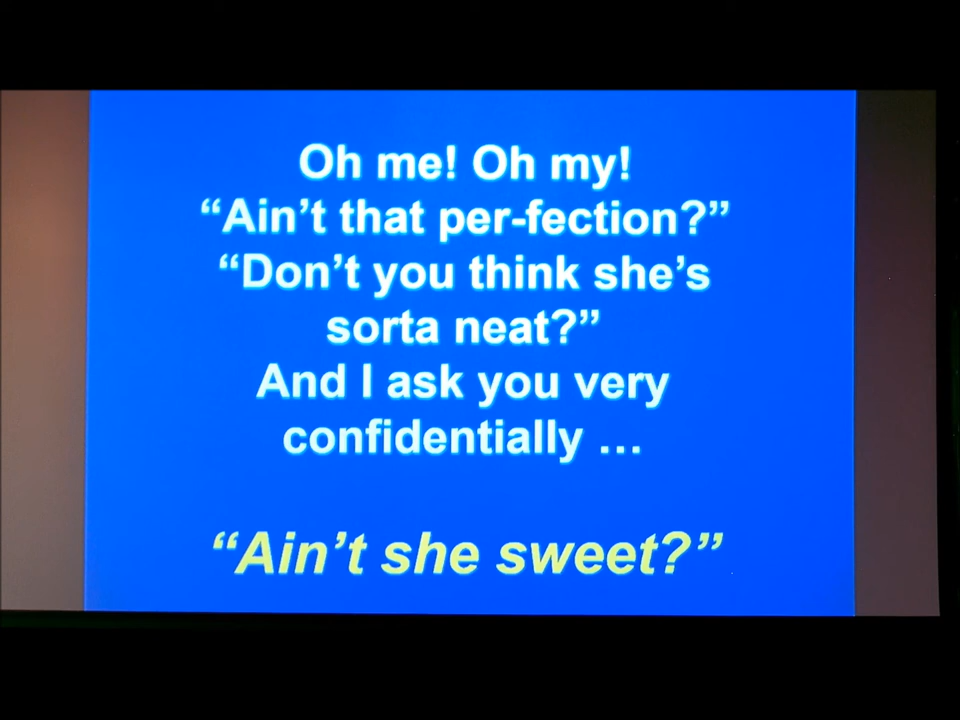 Oh me! Oh my!
“Ain’t that per-fection?”
“Don’t you think she’s
sorta neat?”
And I ask you very
confidentially …
“Ain’t she sweet?”